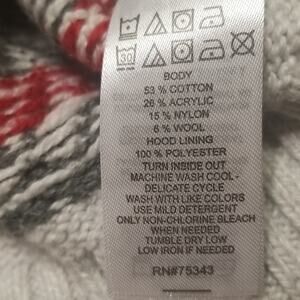 30
BODY
53 % COTTON
26 % ACRYLIC
15 % NYLON
6 % WOOL
HOOD LINING
100 % POLYESTER
TURN INSIDE OUT
MACHINE WASH COOL -
DELICATE CYCLE
WASH WITH LIKE COLORS
USE MILD DETERGENT
ONLY NON-CHLORINE BLEACH
WHEN NEEDED
TUMBLE DRY LOW
LOW IRON IF NEEDED
RN#75343